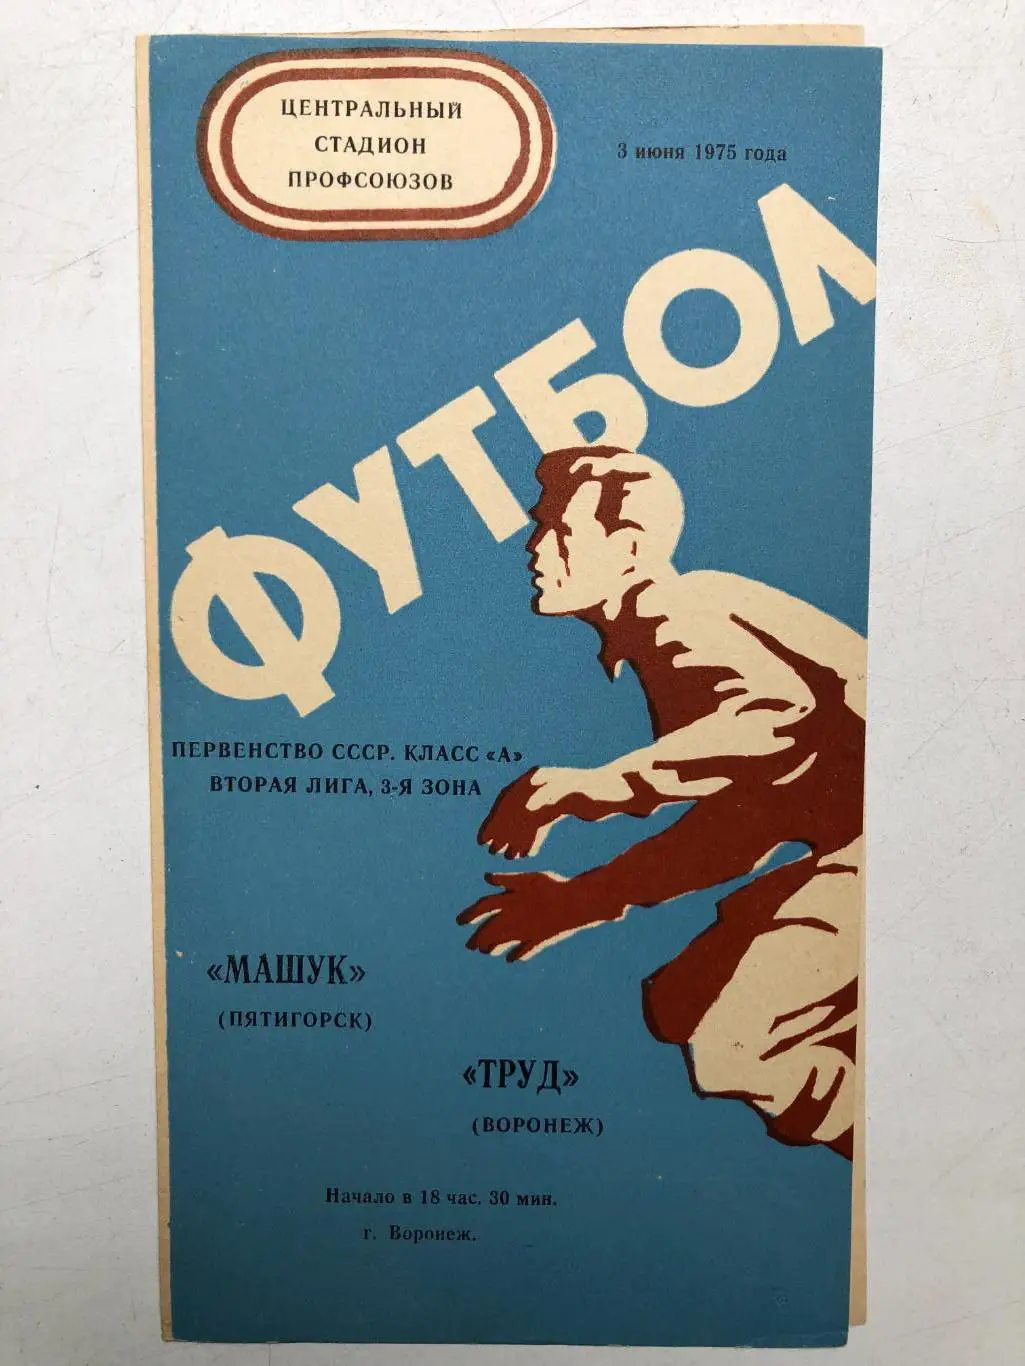 ЦЕНТРАЛЬНЫЙ
СТАДИОН
ПРОФСОЮЗОВ
3 июня 1975 года
ФУТБОЛ
ПЕРВЕНСТВО СССР. КЛАСС «А»
ВТОРАЯ ЛИГА, 3-Я ЗОНА
«МАШУК»
(ПЯТИГОРСК)
«ТРУД»
(ВОРОНЕЖ)
Начало в 18 час. 30 мин.
г. Воронеж.